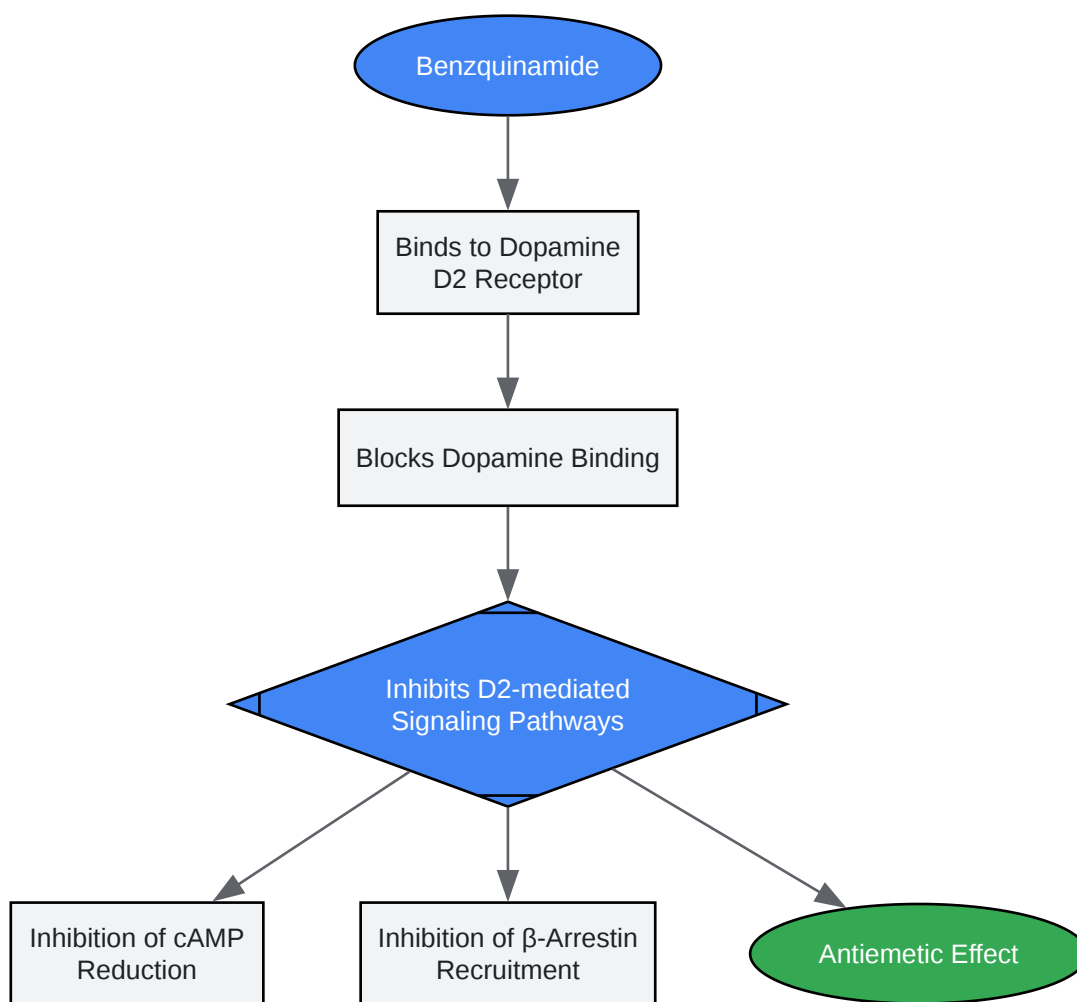 Benzquinamide
Binds to Dopamine
D2 Receptor
Blocks Dopamine Binding
Inhibits D2-mediated
Signaling Pathways
Inhibition of cAMP
Reduction
Inhibition of β-Arrestin
Recruitment
Antiemetic Effect